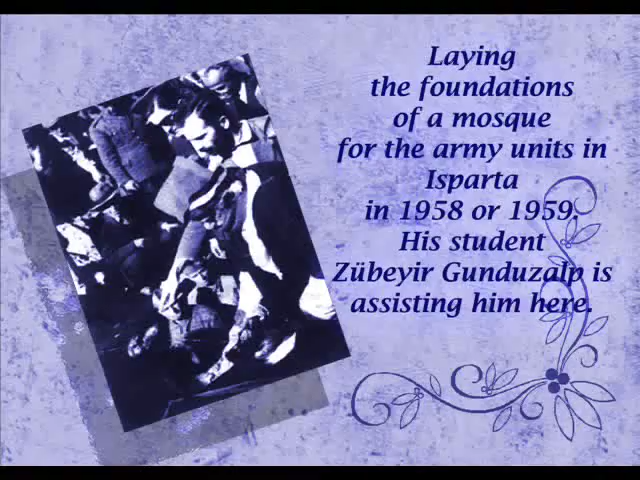 Laying
the foundations
of a mosque
for the army units in
Isparta
in 1958 or 1959.
His student
Zübeyir Gunduzalp is
assisting him here.